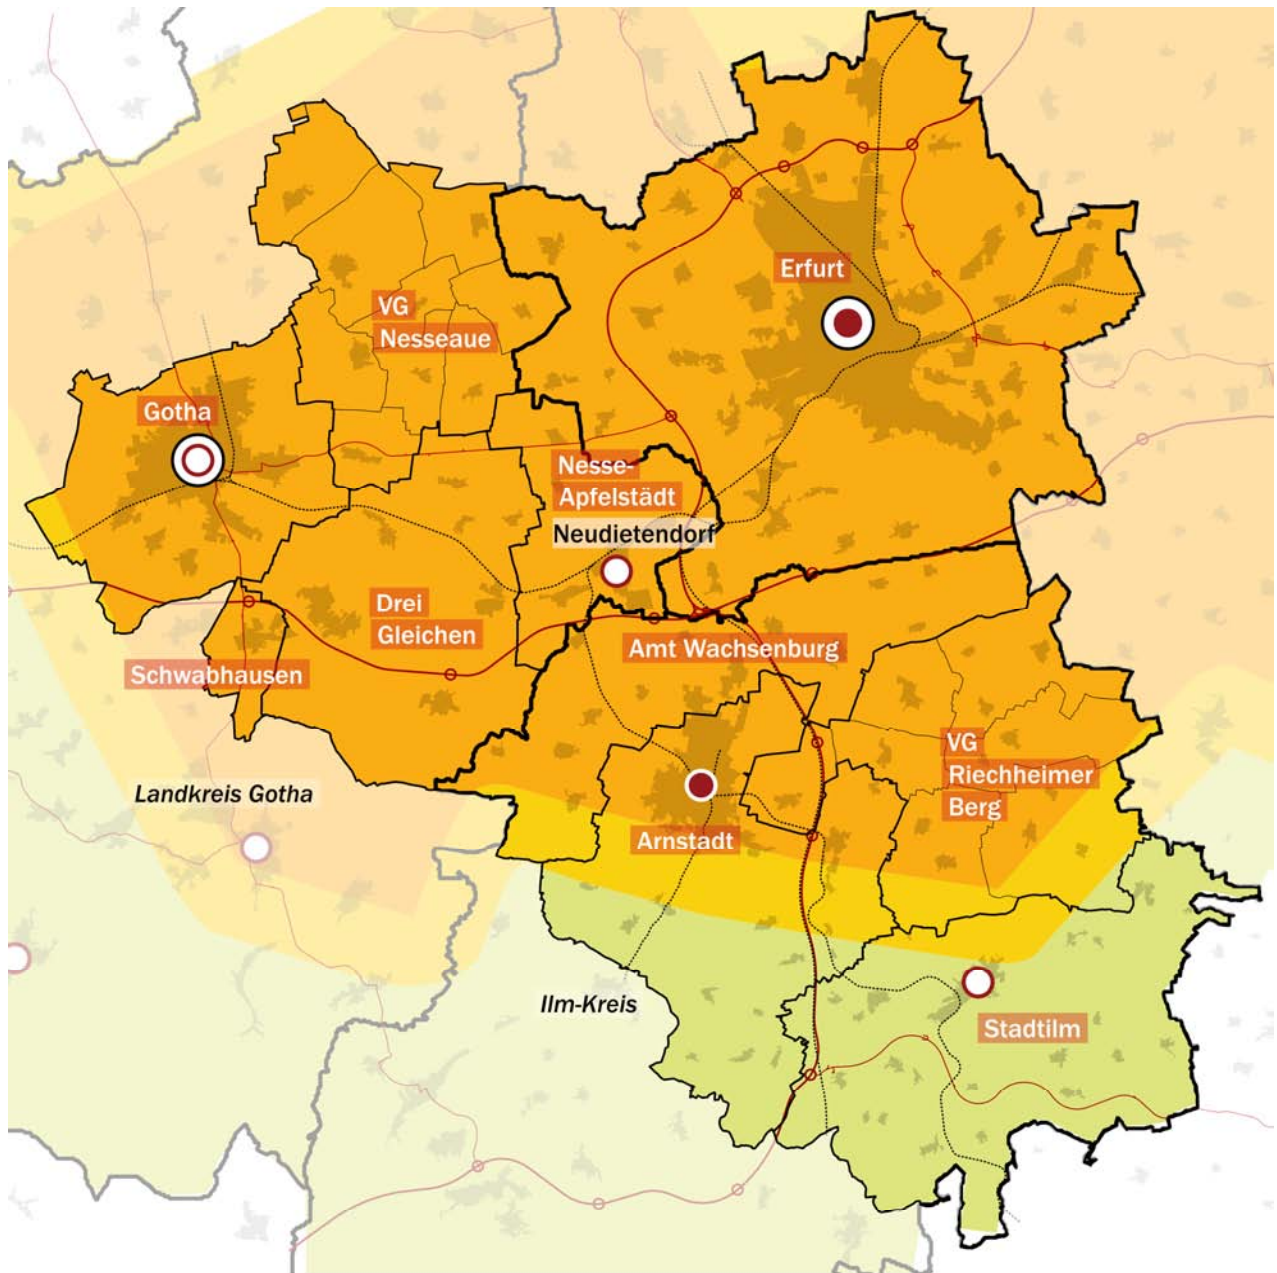 Erfurt
VG
Nesseaue
Gotha
Nesse-
Apfelstädt
Neudietendorf
Drei
Gleichen
Amt Wachsenburg
Schwabhausen
VG
Riechheimer
Berg
Landkreis Gotha
Arnstadt
Ilm-Kreis
Stadtilm